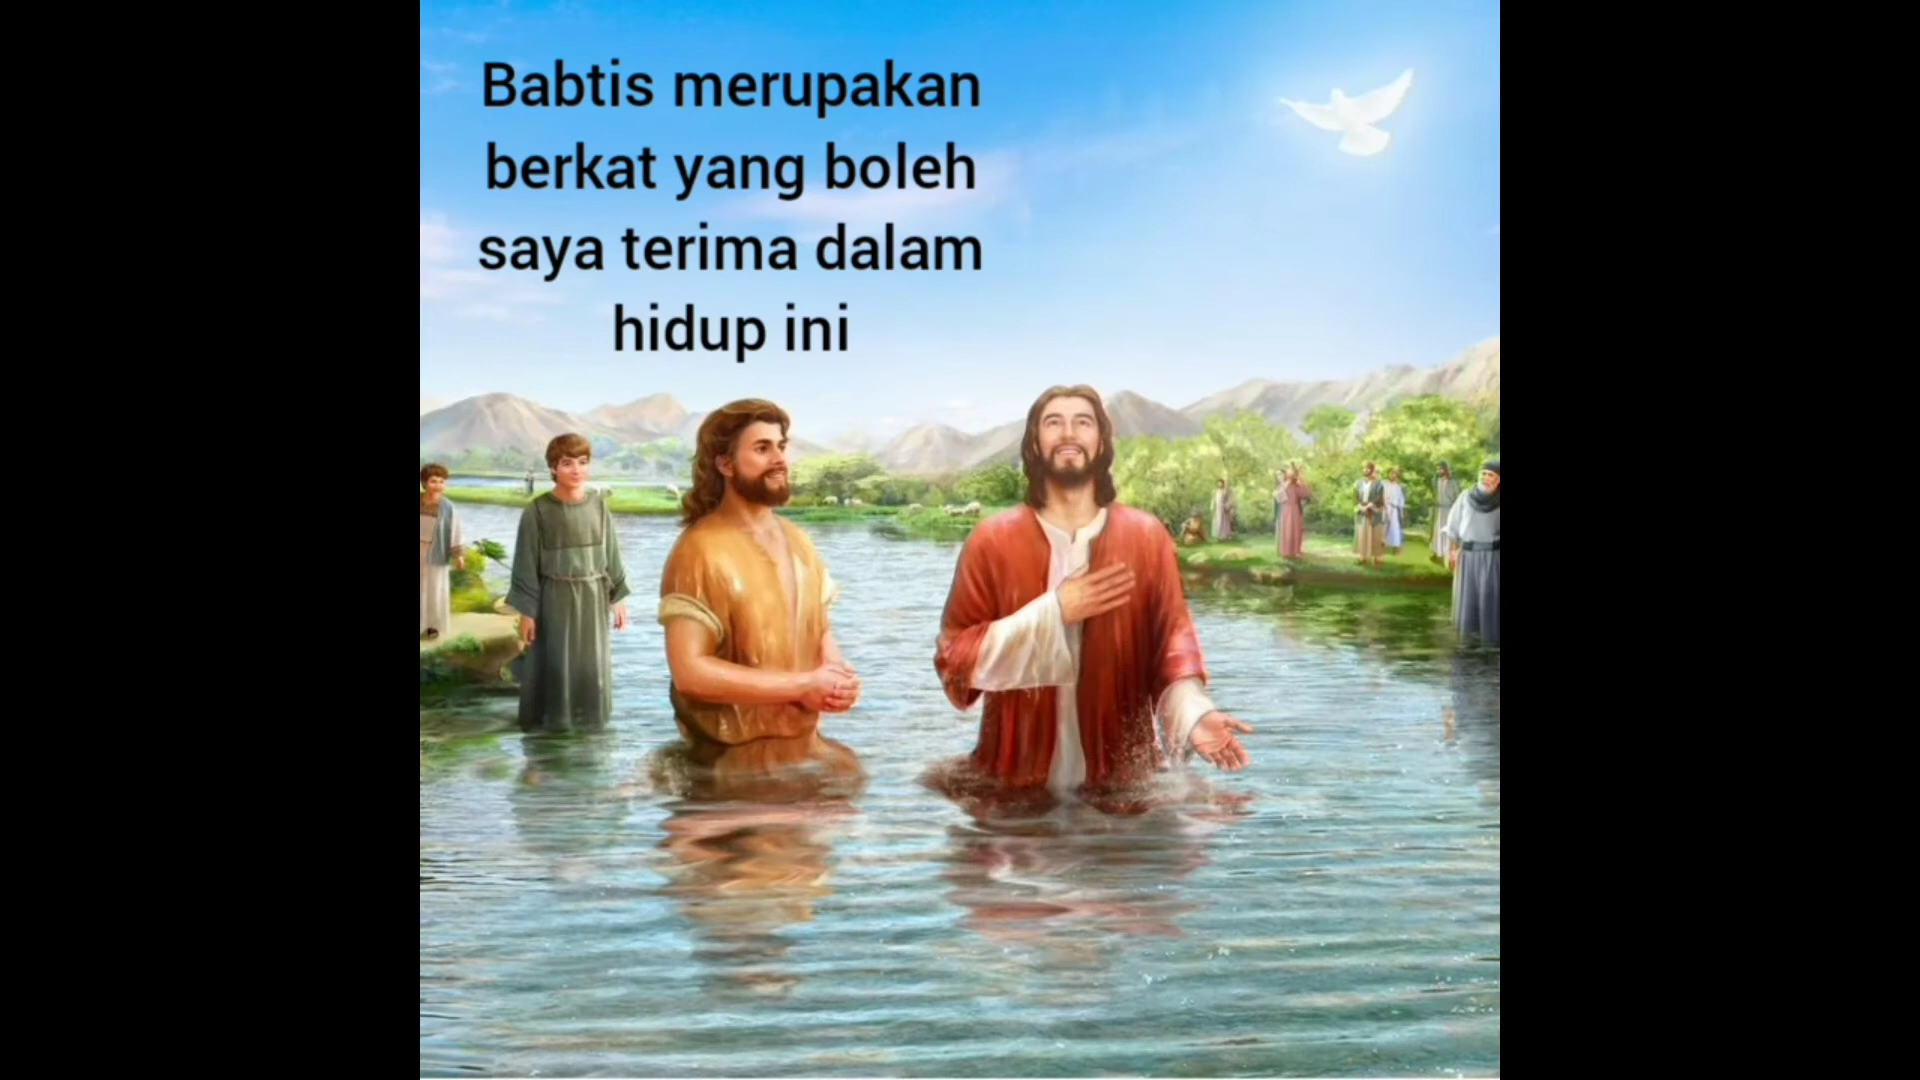 Babtis merupakan
berkat yang boleh
saya terima dalam
hidup ini